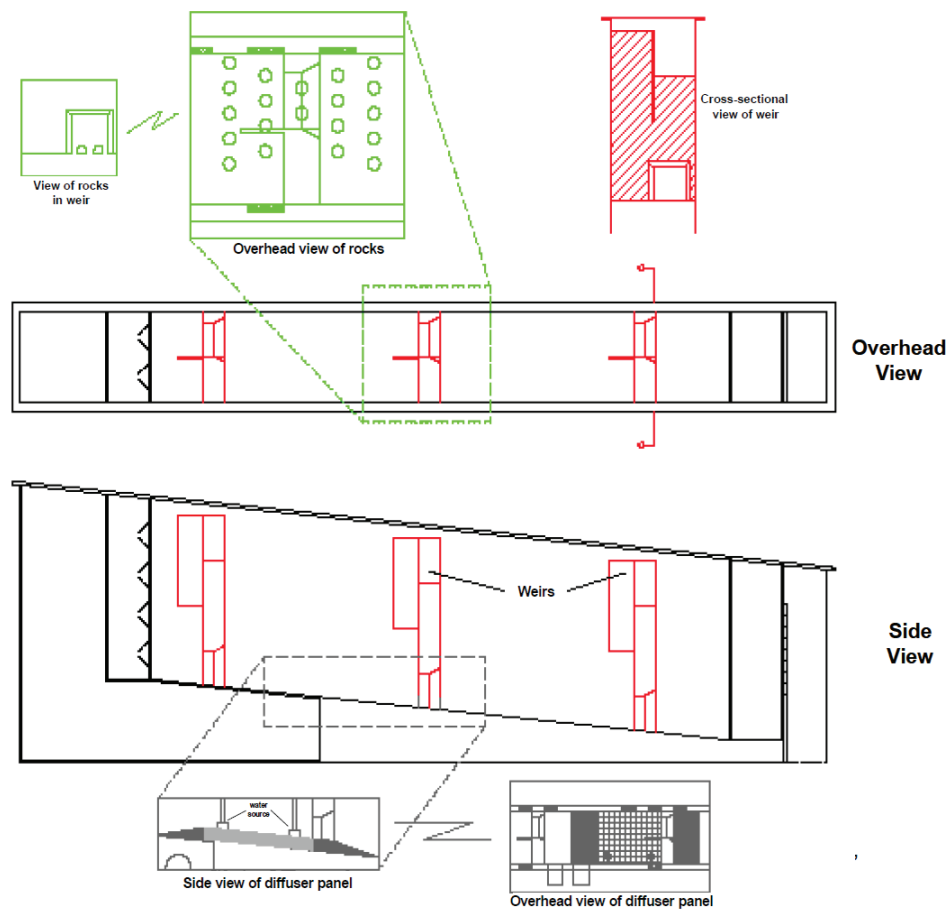 Cross-sectional
view of weir
View of rocks
in weir
Overhead view of rocks
Overhead
View
Weirs
Side
View
water
source
Side view of diffuser panel
Overhead view of diffuser panel
,